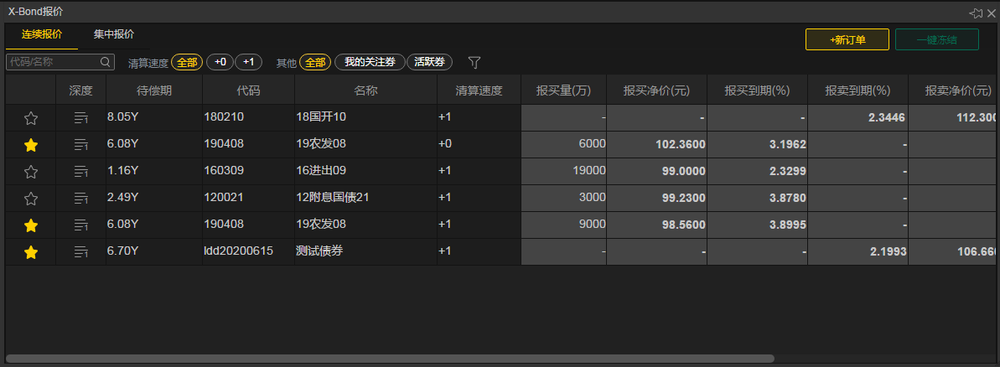 X-Bond报价
连续报价 集中报价 +新订单 一键冻结
代码/名称 清算速度 全部 +0 +1 其他 全部 我的关注券 活跃券
深度 待偿期 代码 名称 清算速度 报买量(万) 报买净价(元) 报买到期(%) 报卖到期(%) 报卖净价(元)
8.05Y 180210 18国开10 +1 - - - 2.3446 112.300
6.08Y 190408 19农发08 +0 6000 102.3600 3.1962 -
1.16Y 160309 16进出09 +1 19000 99.0000 2.3299 -
2.49Y 120021 12附息国债21 +1 3000 99.2300 3.8780 -
6.08Y 190408 19农发08 +1 9000 98.5600 3.8995 -
6.70Y ldd20200615 测试债券 +1 - - - 2.1993 106.666